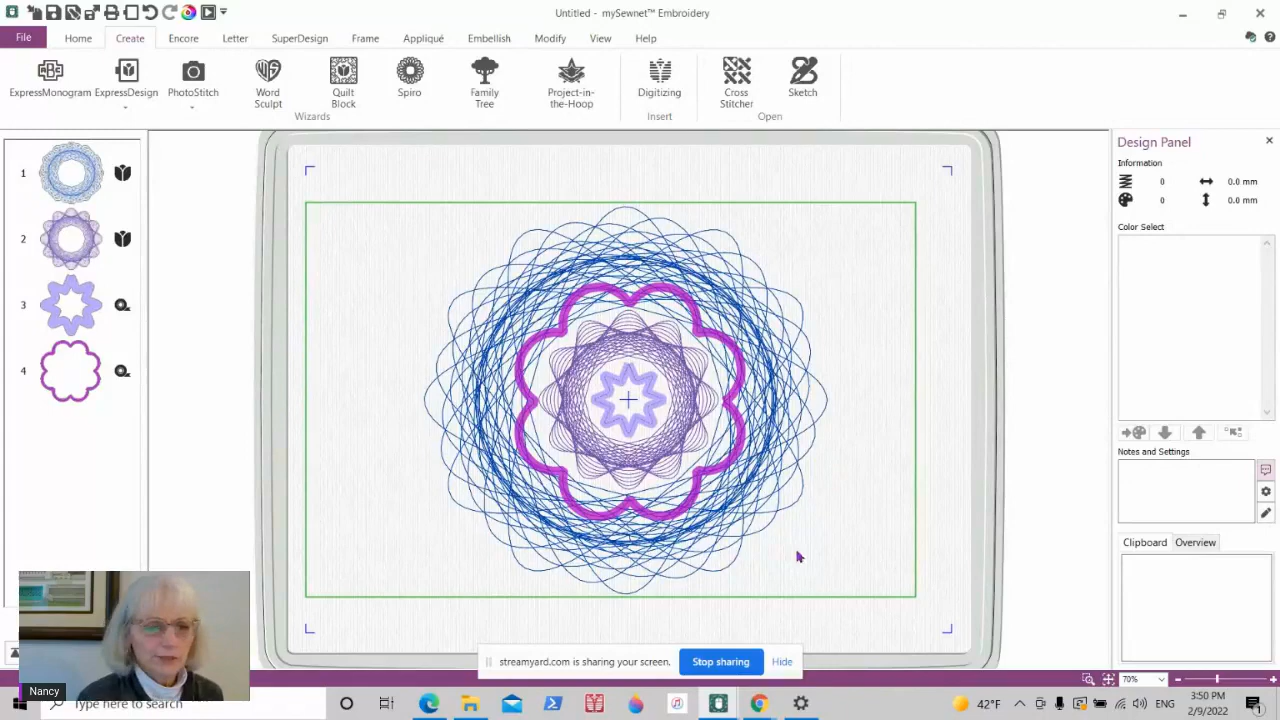 Untitled - mySewnet™ Embroidery
File Home Create Encore Letter SuperDesign Frame Appliqué Embellish Modify View Help
ExpressMonogram ExpressDesign PhotoStitch Word Sculpt Quilt Block Spiro Family Tree Project-in-the-Hoop Digitizing Cross Stitcher Sketch
Wizards Insert Open
1
2
3
4
Design Panel
Information
0 0.0 mm
0 0.0 mm
Color Select
Notes and Settings
Clipboard Overview
streamyard.com is sharing your screen. Stop sharing Hide
Nancy
70%
Type here to search
42°F ENG 3:50 PM
2/9/2022
1